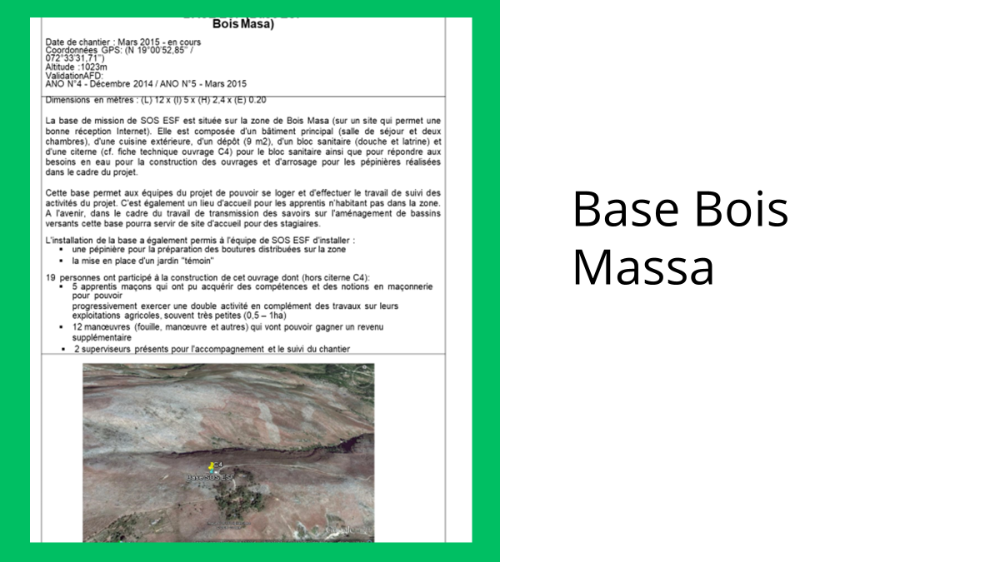 Bois Masa)
Date de chantier : Mars 2015 - en cours
Coordonnées GPS: (N 19°00'52,85'' /
072°33'31,71'')
Altitude :1023m
ValidationAFD:
ANO N°4 - Décembre 2014 / ANO N°5 - Mars 2015
Dimensions en mètres : (L) 12 x (l) 5 x (H) 2,4 x (E) 0.20
La base de mission de SOS ESF est située sur la zone de Bois Masa (sur un site qui permet une
bonne réception Internet). Elle est composée d'un bâtiment principal (salle de séjour et deux
chambres), d'une cuisine extérieure, d'un dépôt (9 m2), d'un bloc sanitaire (douche et latrine) et
d'une citerne (cf. fiche technique ouvrage C4) pour le bloc sanitaire ainsi que pour répondre aux
besoins en eau pour la construction des ouvrages et d'arrosage pour les pépinières réalisées
dans le cadre du projet.
Cette base permet aux équipes du projet de pouvoir se loger et d'effectuer le travail de suivi des
activités du projet. C'est également un lieu d'accueil pour les apprentis n'habitant pas dans la zone.
A l'avenir, dans le cadre du travail de transmission des savoirs sur l'aménagement de bassins
versants cette base pourra servir de site d'accueil pour des stagiaires.
L'installation de la base a également permis à l'équipe de SOS ESF d'installer :
▪ une pépinière pour la préparation des boutures distribuées sur la zone
▪ la mise en place d'un jardin "témoin"
19 personnes ont participé à la construction de cet ouvrage dont (hors citerne C4):
▪ 5 apprentis maçons qui ont pu acquérir des compétences et des notions en maçonnerie
pour pouvoir
progressivement exercer une double activité en complément des travaux sur leurs
exploitations agricoles, souvent très petites (0,5 – 1ha)
▪ 12 manœuvres (fouille, manœuvre et autres) qui vont pouvoir gagner un revenu
supplémentaire
▪ 2 superviseurs présents pour l'accompagnement et le suivi du chantier
C4
Base SOS ESF
Google
Base Bois
Massa